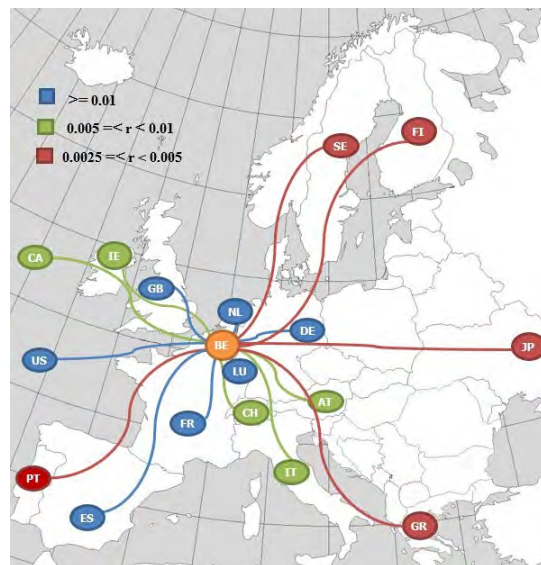 >= 0.01
0.005 =< r < 0.01
0.0025 =< r < 0.005
FI
SE
CA
IE
GB
NL
DE
US
BE
JP
LU
AT
CH
FR
IT
PT
ES
GR